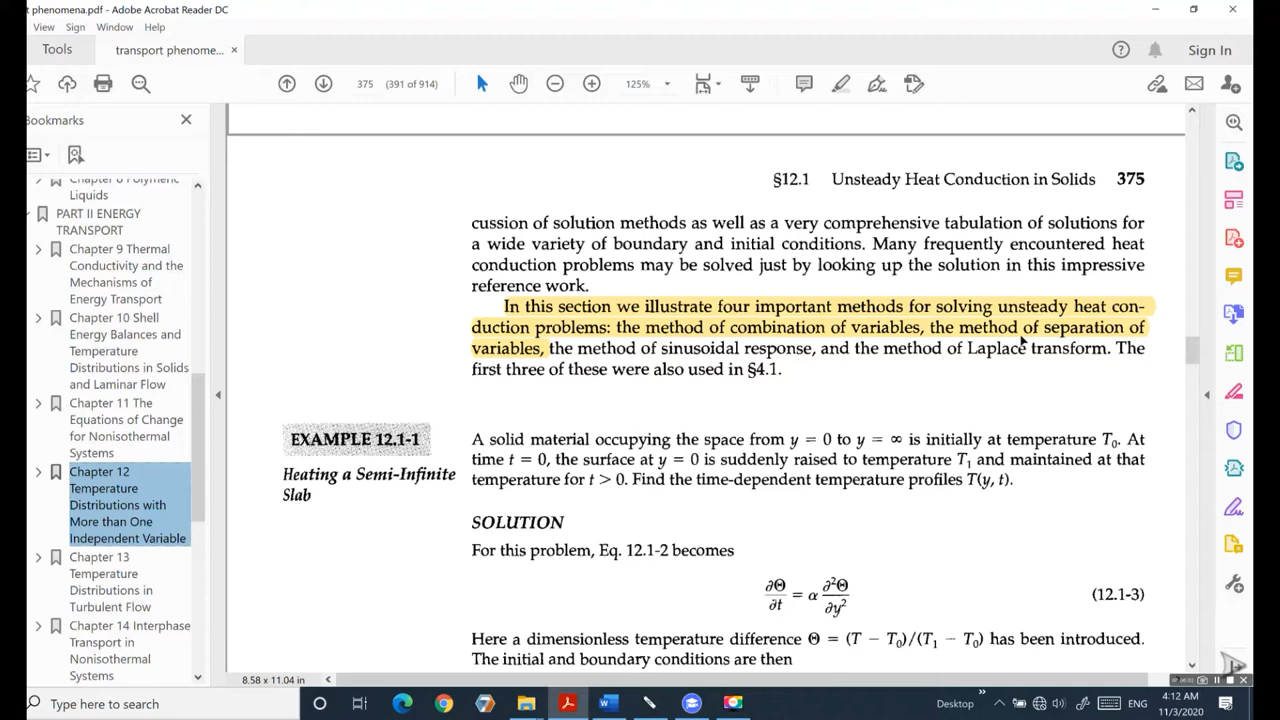 t phenomena.pdf - Adobe Acrobat Reader DC
View Sign Window Help
Tools transport phenome... × Sign In
375 (391 of 914) 125%
Bookmarks
Chapter 8 Polymeric
Liquids
PART II ENERGY
TRANSPORT
Chapter 9 Thermal
Conductivity and the
Mechanisms of
Energy Transport
Chapter 10 Shell
Energy Balances and
Temperature
Distributions in Solids
and Laminar Flow
Chapter 11 The
Equations of Change
for Nonisothermal
Systems
Chapter 12
Temperature
Distributions with
More than One
Independent Variable
Chapter 13
Temperature
Distributions in
Turbulent Flow
Chapter 14 Interphase
Transport in
Nonisothermal
Systems
§12.1 Unsteady Heat Conduction in Solids 375
cussion of solution methods as well as a very comprehensive tabulation of solutions for
a wide variety of boundary and initial conditions. Many frequently encountered heat
conduction problems may be solved just by looking up the solution in this impressive
reference work.
In this section we illustrate four important methods for solving unsteady heat con-
duction problems: the method of combination of variables, the method of separation of
variables, the method of sinusoidal response, and the method of Laplace transform. The
first three of these were also used in §4.1.
EXAMPLE 12.1-1
Heating a Semi-Infinite
Slab
A solid material occupying the space from y = 0 to y = ∞ is initially at temperature T₀. At
time t = 0, the surface at y = 0 is suddenly raised to temperature T₁ and maintained at that
temperature for t > 0. Find the time-dependent temperature profiles T(y, t).
SOLUTION
For this problem, Eq. 12.1-2 becomes
∂Θ/∂t = α ∂²Θ/∂y² (12.1-3)
Here a dimensionless temperature difference Θ = (T − T₀)/(T₁ − T₀) has been introduced.
The initial and boundary conditions are then
8.58 x 11.04 in
Type here to search
Desktop
ENG
4:12 AM
11/3/2020